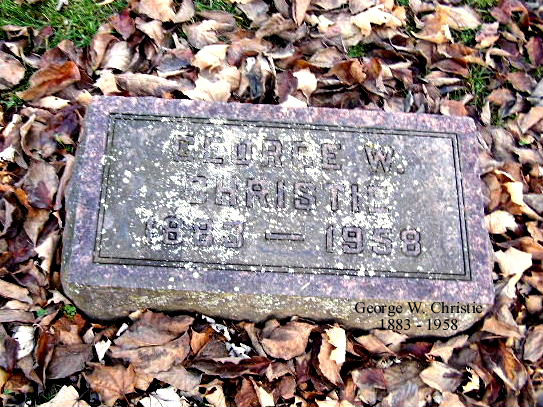 GEORGE W.
CHRISTIE
1883 — 1958
George W. Christie
1883 - 1958